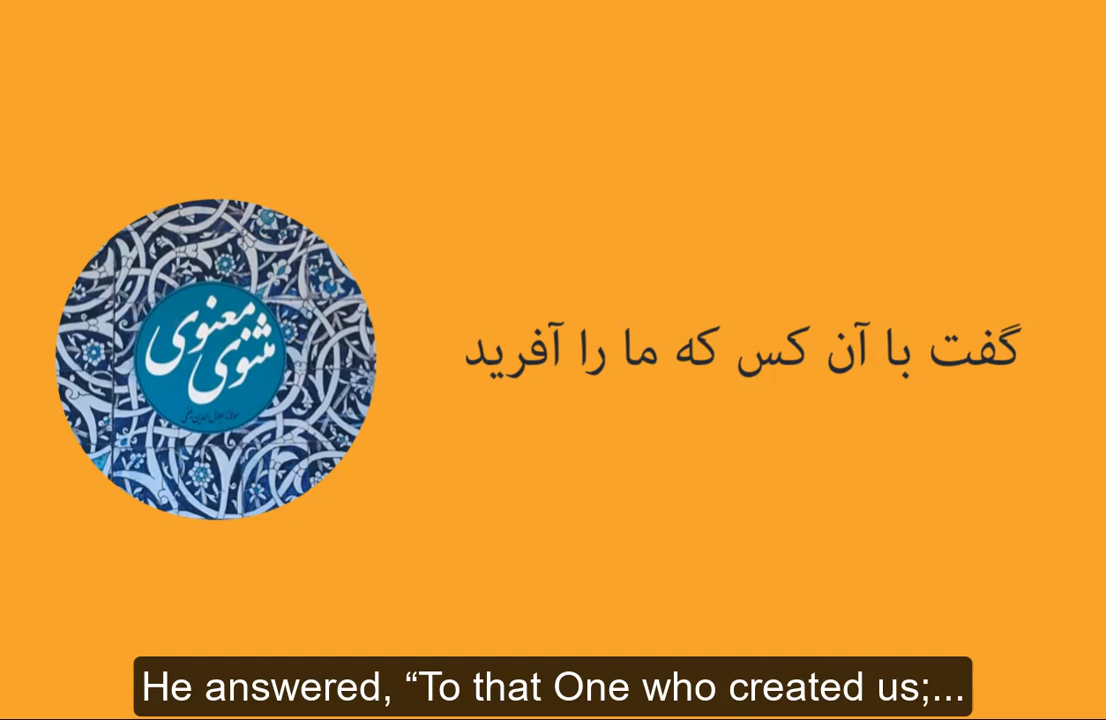 مثنوی معنوی
گفت با آن کس که ما را آفرید
He answered, “To that One who created us;...